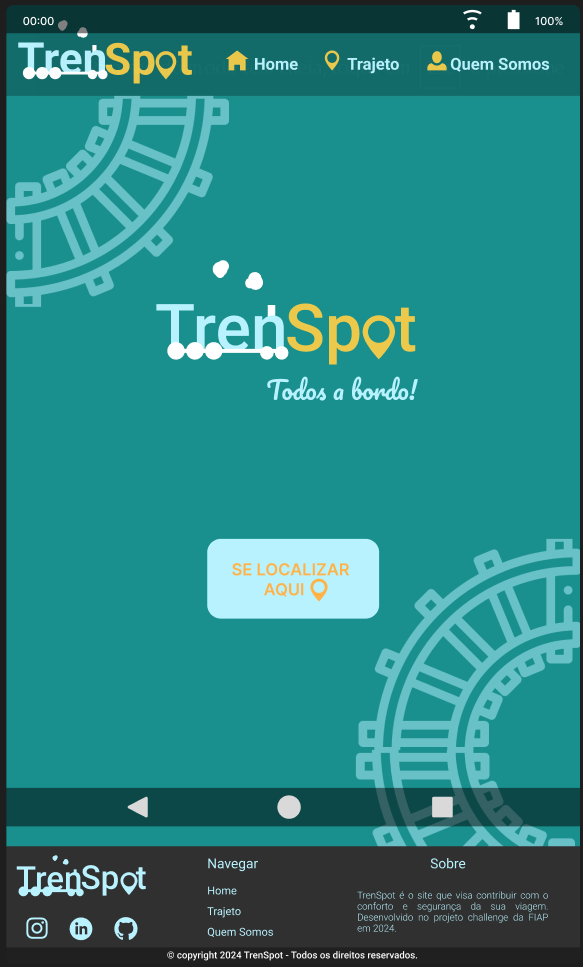 00:00
100%
TrenSpot
Home
Trajeto
Quem Somos
TrenSpot
Todos a bordo!
SE LOCALIZAR
AQUI
TrenSpot
Navegar
Home
Trajeto
Quem Somos
Sobre
TrenSpot é o site que visa contribuir com o
conforto e segurança da sua viagem.
Desenvolvido no projeto challenge da FIAP
em 2024.
in
© copyright 2024 TrenSpot - Todos os direitos reservados.